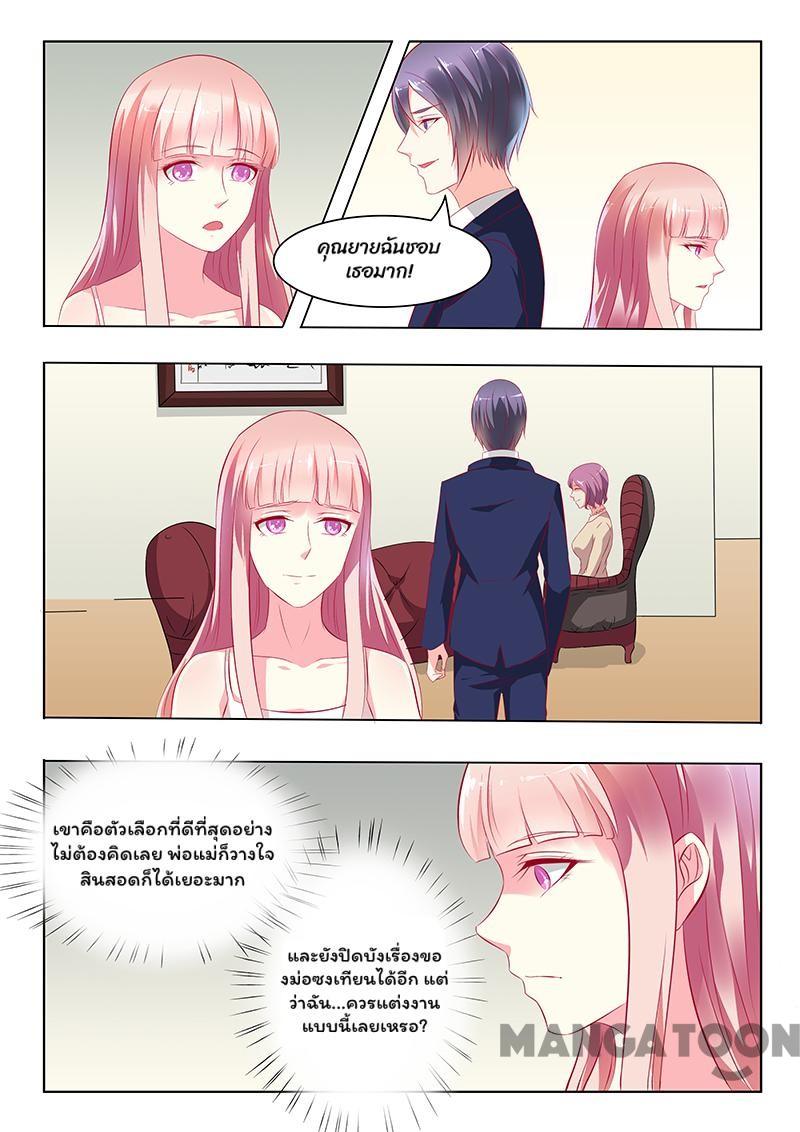 คุณยายฉันชอบ
เธอมาก!
เขาคือตัวเลือกที่ดีที่สุดอย่าง
ไม่ต้องคิดเลย พ่อแม่ก็วางใจ
สินสอดก็ได้เยอะมาก
และยังปิดบังเรื่องขอ
งม่อซงเทียนได้อีก แต่
ว่าฉัน...ควรแต่งงาน
แบบนี้เลยเหรอ?
MANGATOON